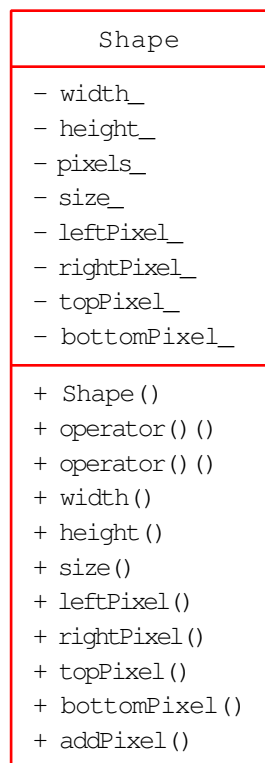 Shape
- width_
- height_
- pixels_
- size_
- leftPixel_
- rightPixel_
- topPixel_
- bottomPixel_
+ Shape()
+ operator()()
+ operator()()
+ width()
+ height()
+ size()
+ leftPixel()
+ rightPixel()
+ topPixel()
+ bottomPixel()
+ addPixel()